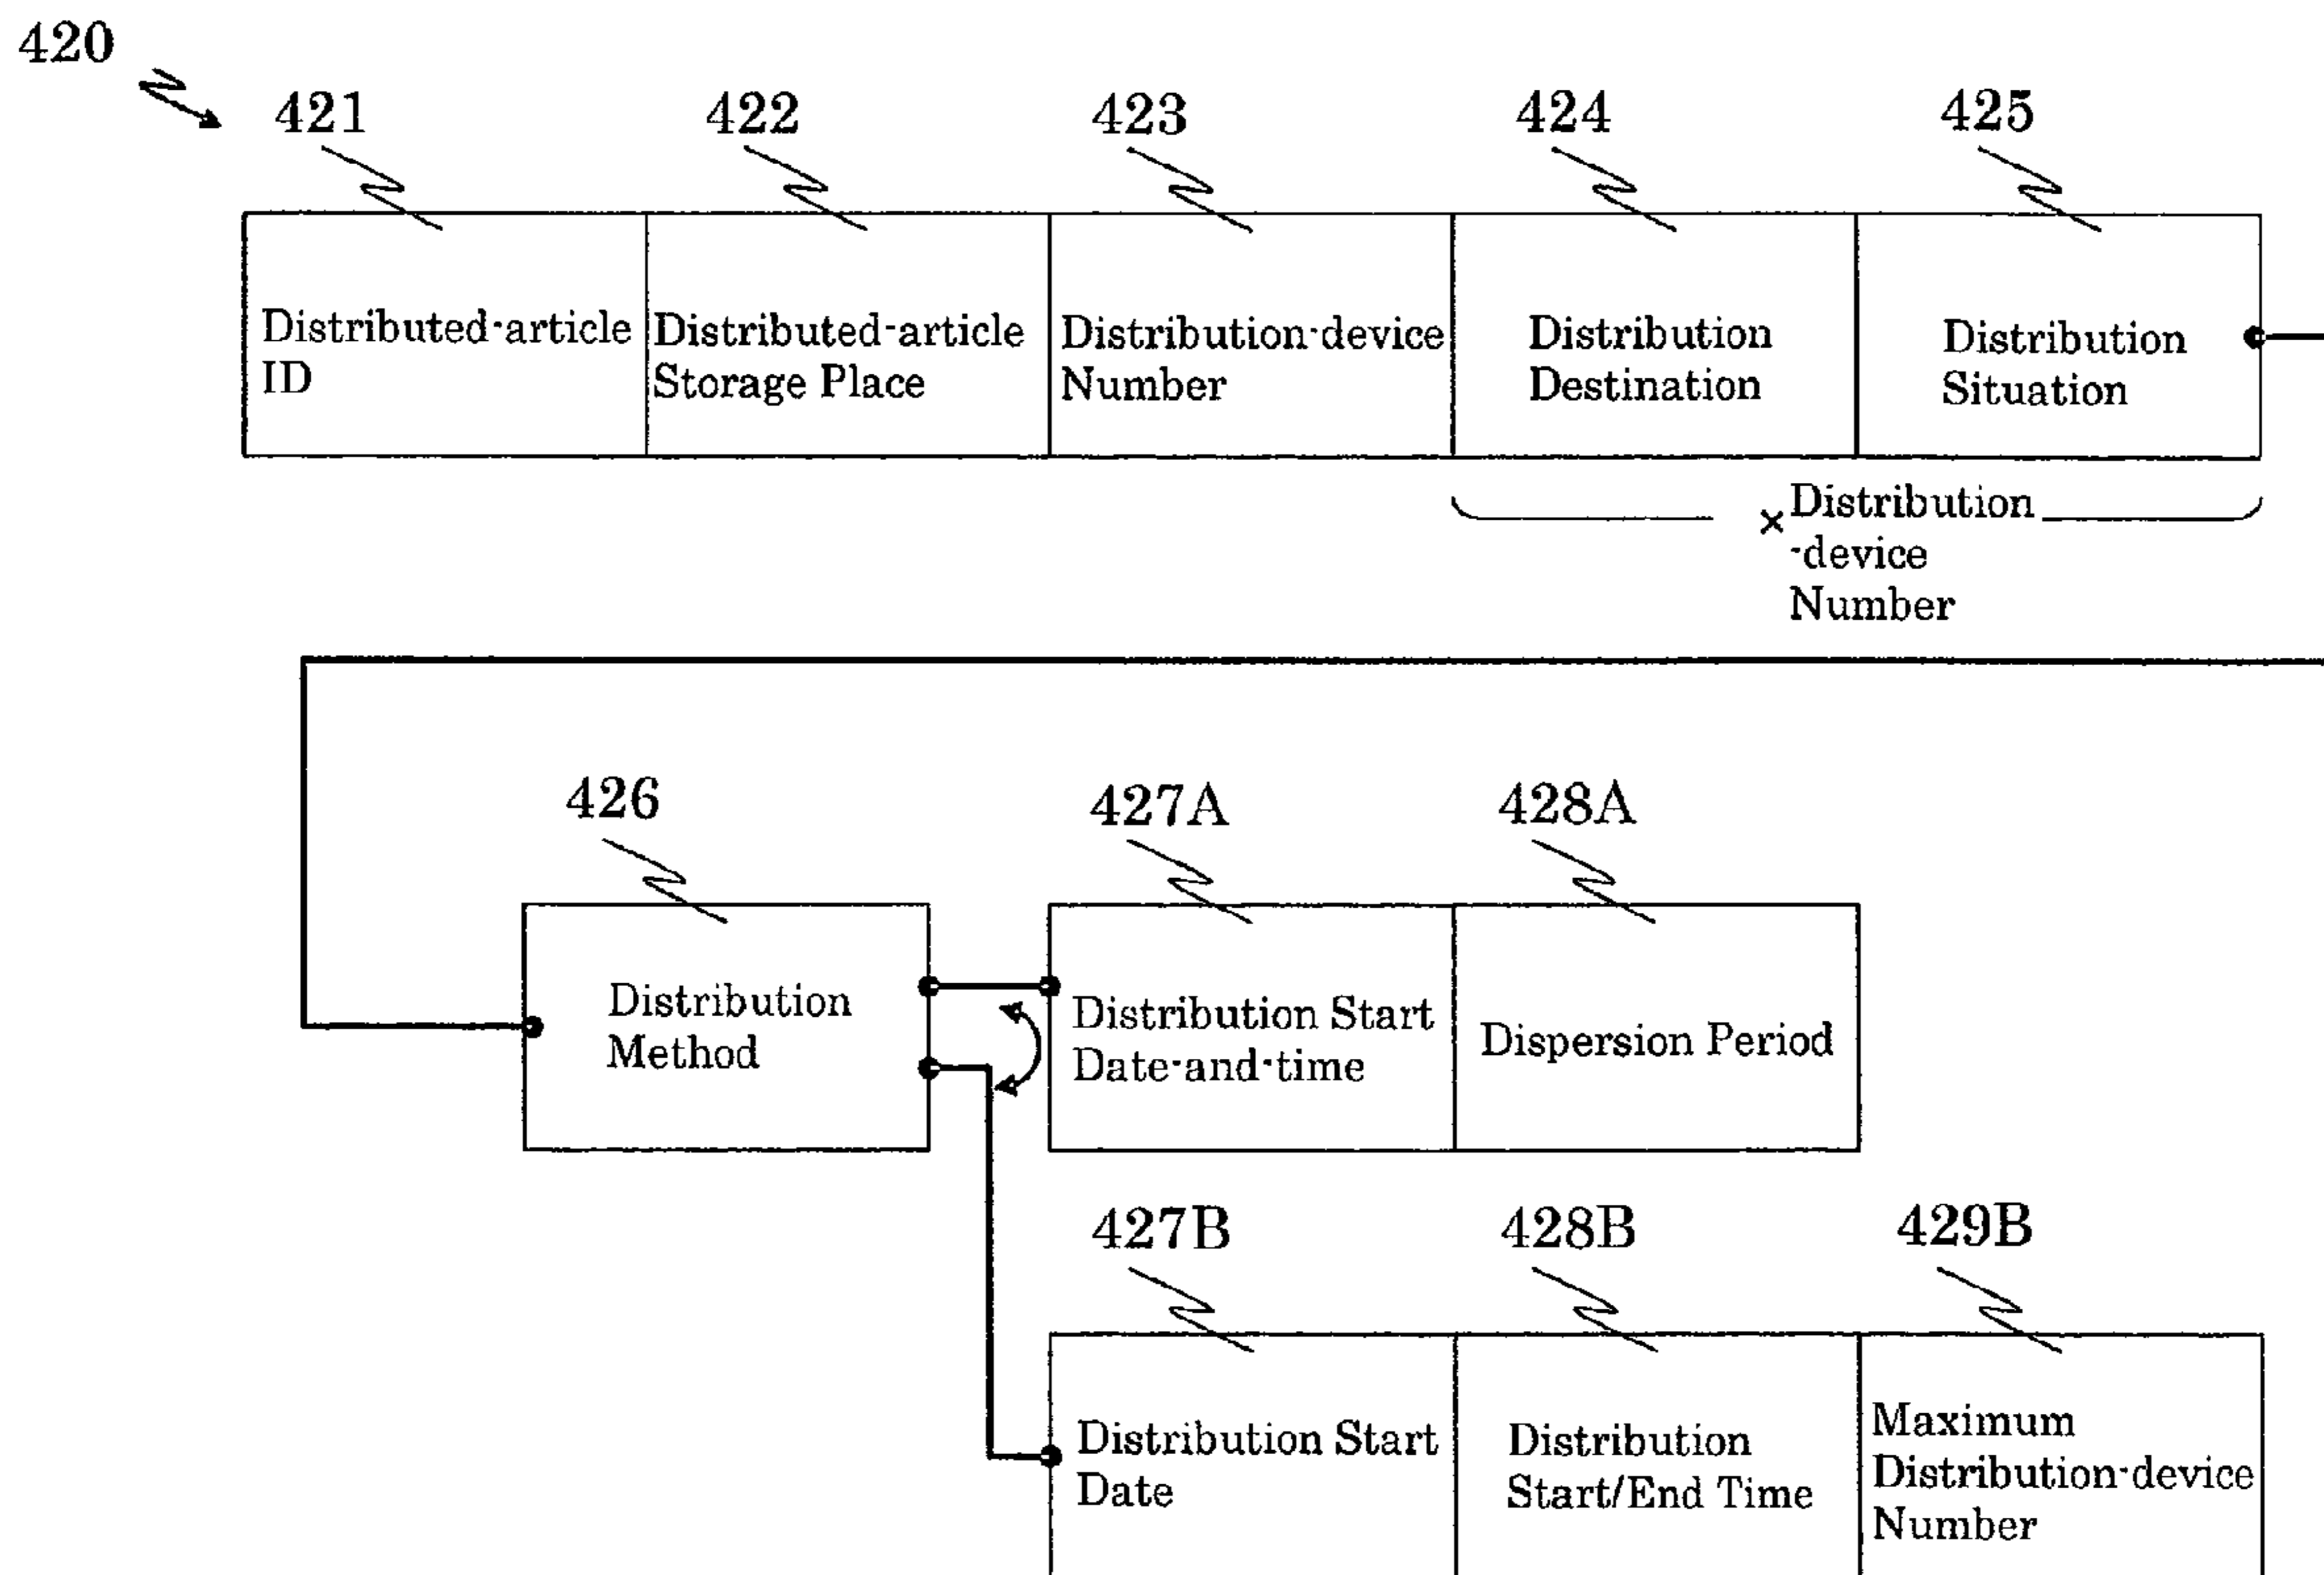 420
421
422
423
424
425
Distributed-article
ID
Distributed-article
Storage Place
Distribution-device
Number
Distribution
Destination
Distribution
Situation
×Distribution
-device
Number
426
427A
428A
Distribution
Method
Distribution Start
Date-and-time
Dispersion Period
427B
428B
429B
Distribution Start
Date
Distribution
Start/End Time
Maximum
Distribution-device
Number